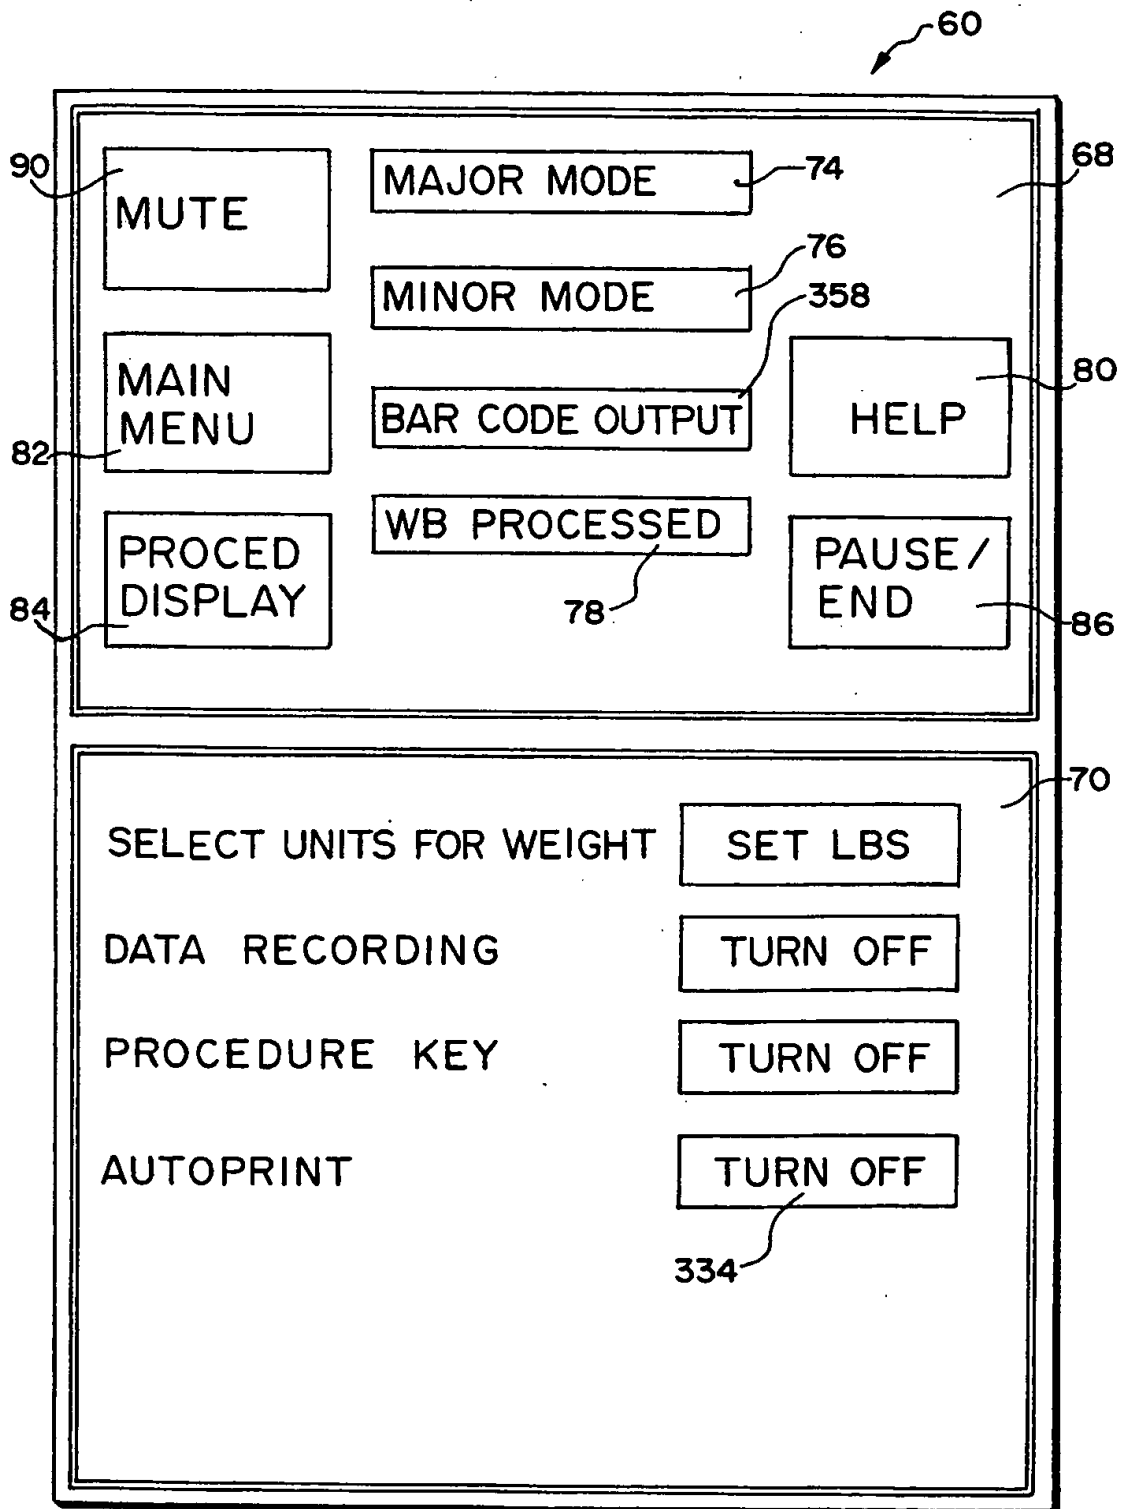 60
90
MUTE
MAJOR MODE
74
68
76
MINOR MODE
358
MAIN
MENU
82
BAR CODE OUTPUT
80
HELP
PROCED
DISPLAY
84
WB PROCESSED
78
PAUSE/
END
86
70
SELECT UNITS FOR WEIGHT SET LBS
DATA RECORDING TURN OFF
PROCEDURE KEY TURN OFF
AUTOPRINT TURN OFF
334